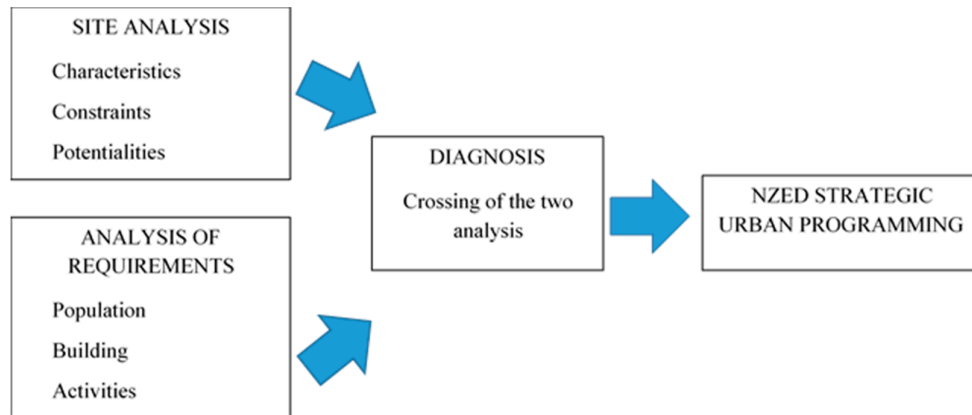 SITE ANALYSIS
Characteristics
Constraints
Potentialities
ANALYSIS OF
REQUIREMENTS
Population
Building
Activities
DIAGNOSIS
Crossing of the two
analysis
NZED STRATEGIC
URBAN PROGRAMMING